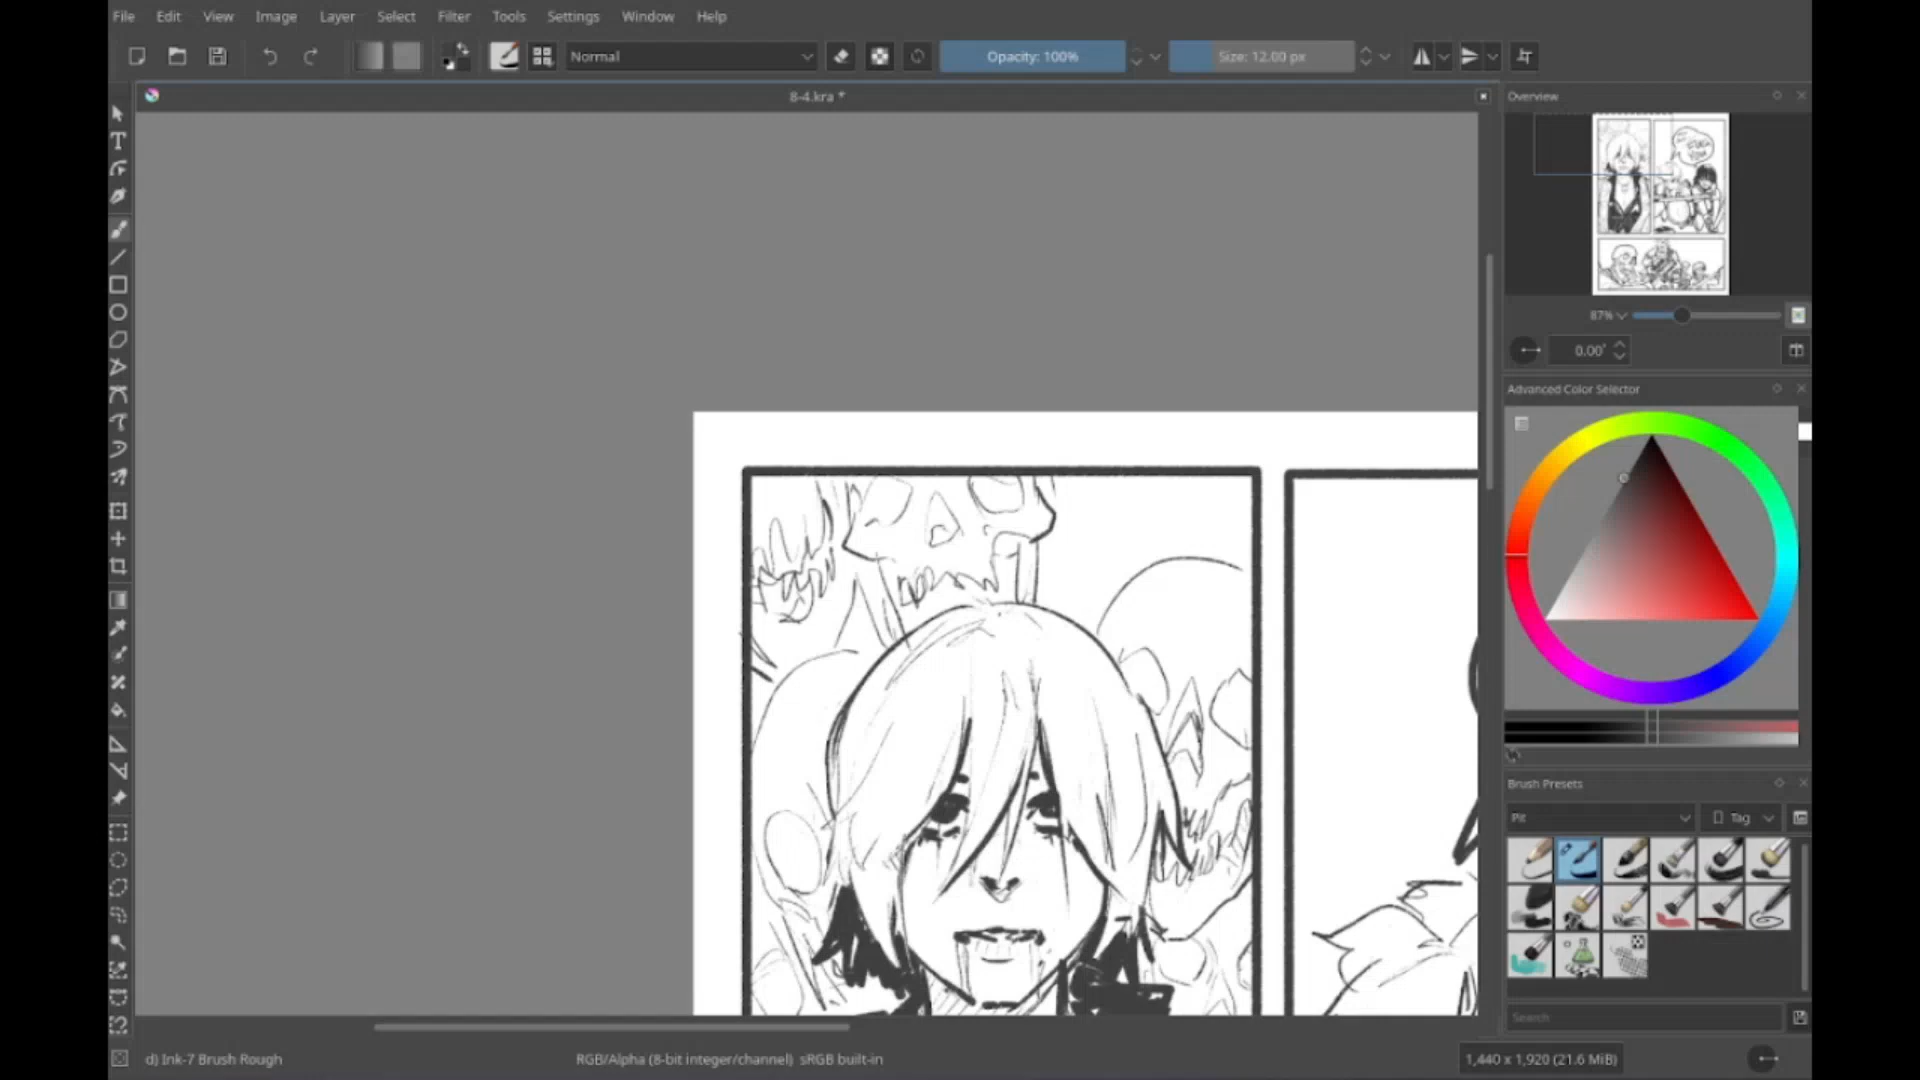 File Edit View Image Layer Select Filter Tools Settings Window Help
Normal Opacity: 100% Size: 12.00 px
8-4.kra *
Overview
87%
0.00°
Advanced Color Selector
Brush Presets
Tag
Search
d) Ink-7 Brush Rough RGB/Alpha (8-bit integer/channel) sRGB built-in 1,440 x 1,920 (21.6 MiB)